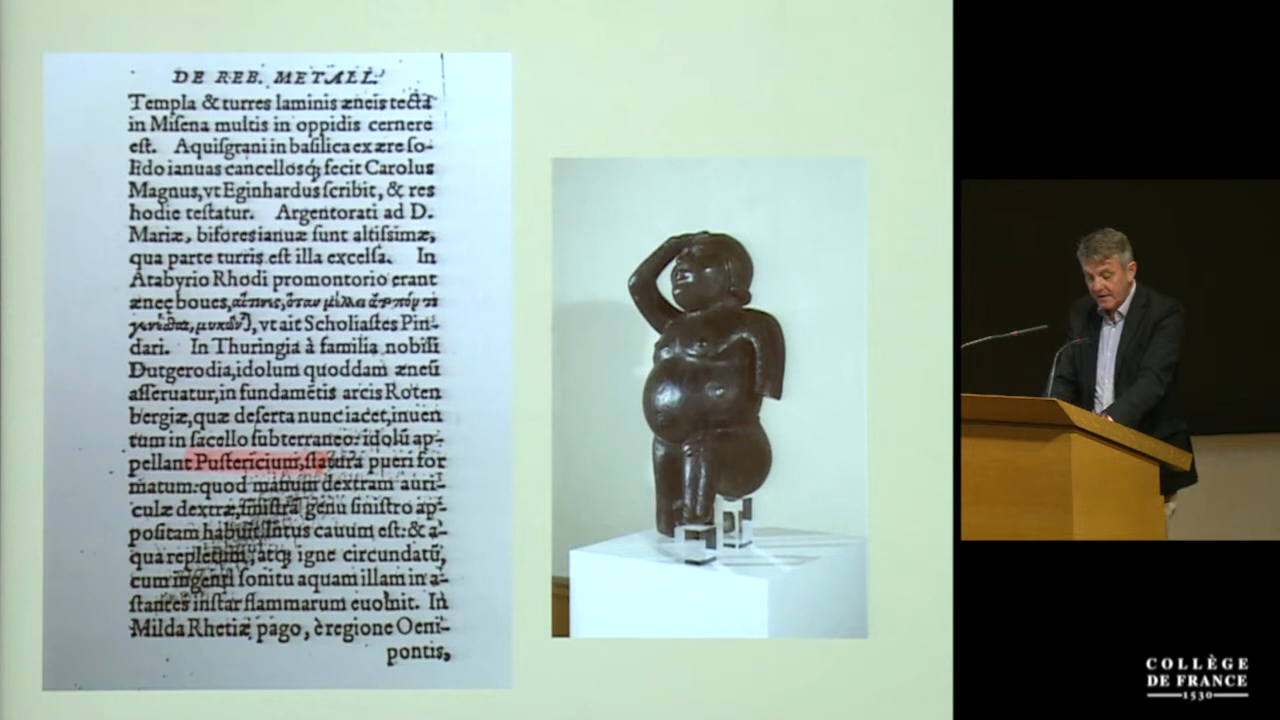 DE REB. METALL.
Templa & turres laminis æneis tecta
in Misena multis in oppidis cernere
est. Aquisgrani in basilica ex ære so-
lido ianuas cancellosq́; fecit Carolus
Magnus, vt Eginhardus scribit, & res
hodie testatur. Argentorati ad D.
Mariæ, bifores ianuæ sunt altissimæ,
qua parte turris est illa excelsa. In
Atabyrio Rhodi promontorio erant
æneę boues,
vt ait Scholiastes Pin-
dari. In Thuringia à familia nobili
Dutgerodia, idolum quoddam ænesi
asseruatur, in fundamẽtis arcis Roten
bergiæ, quæ deserta nunc iacet, inuen
tum in sacello subterraneo: idolũ ap-
pellant Pustericium, statura pueri for
matum: quod manum dextram auri-
culæ dextræ, sinistrã genu sinistro ap-
positam habuit. Intus cauum est: & a-
qua repletum, atq; igne circundatũ,
cum ingenti sonitu aquam illam in a-
stantes instar flammarum euomit. In
Milda Rhetiæ pago, è regione Oeni-
pontis,
COLLÈGE
DE FRANCE
1530